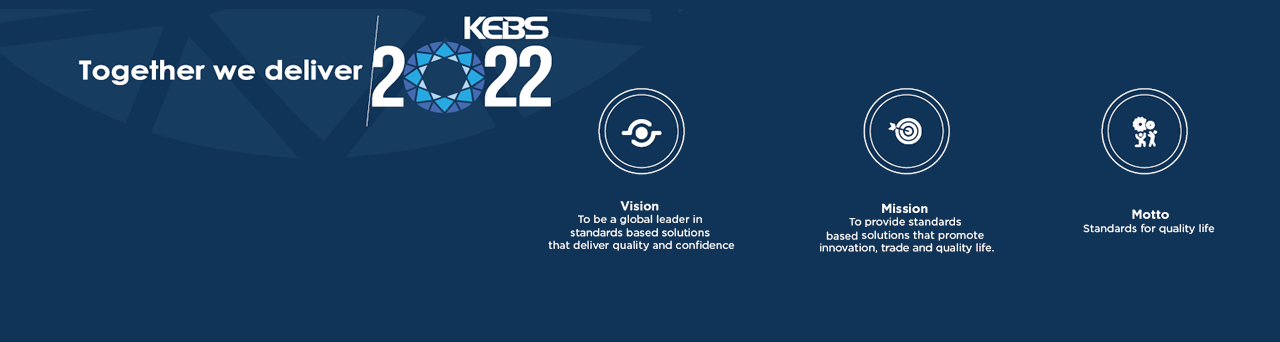 KEBS
Together we deliver
2022
Vision
To be a global leader in
standards based solutions
that deliver quality and confidence
Mission
To provide standards
based solutions that promote
innovation, trade and quality life.
Motto
Standards for quality life